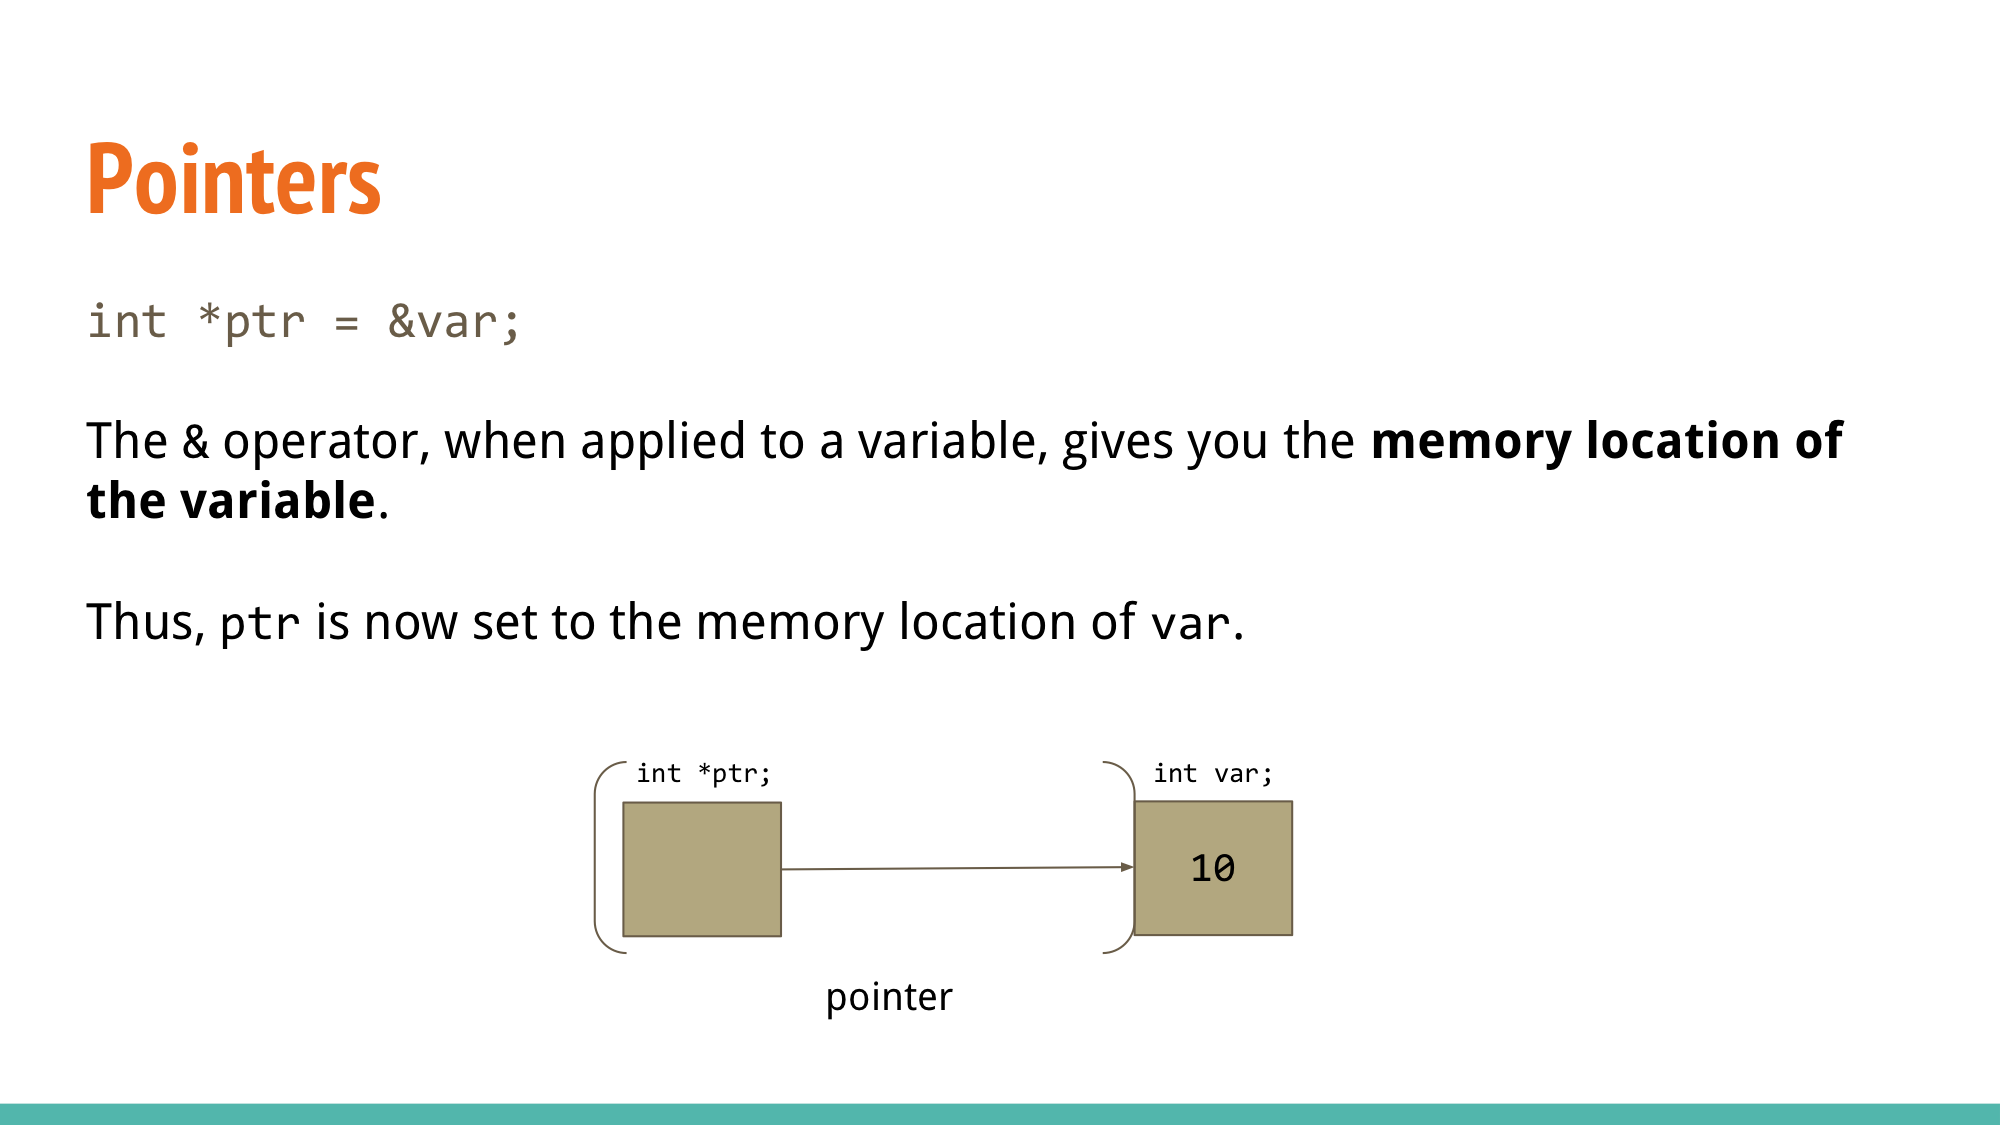 Pointers
int *ptr = &var;
The & operator, when applied to a variable, gives you the memory location of
the variable.
Thus, ptr is now set to the memory location of var.
int *ptr;
int var;
10
pointer